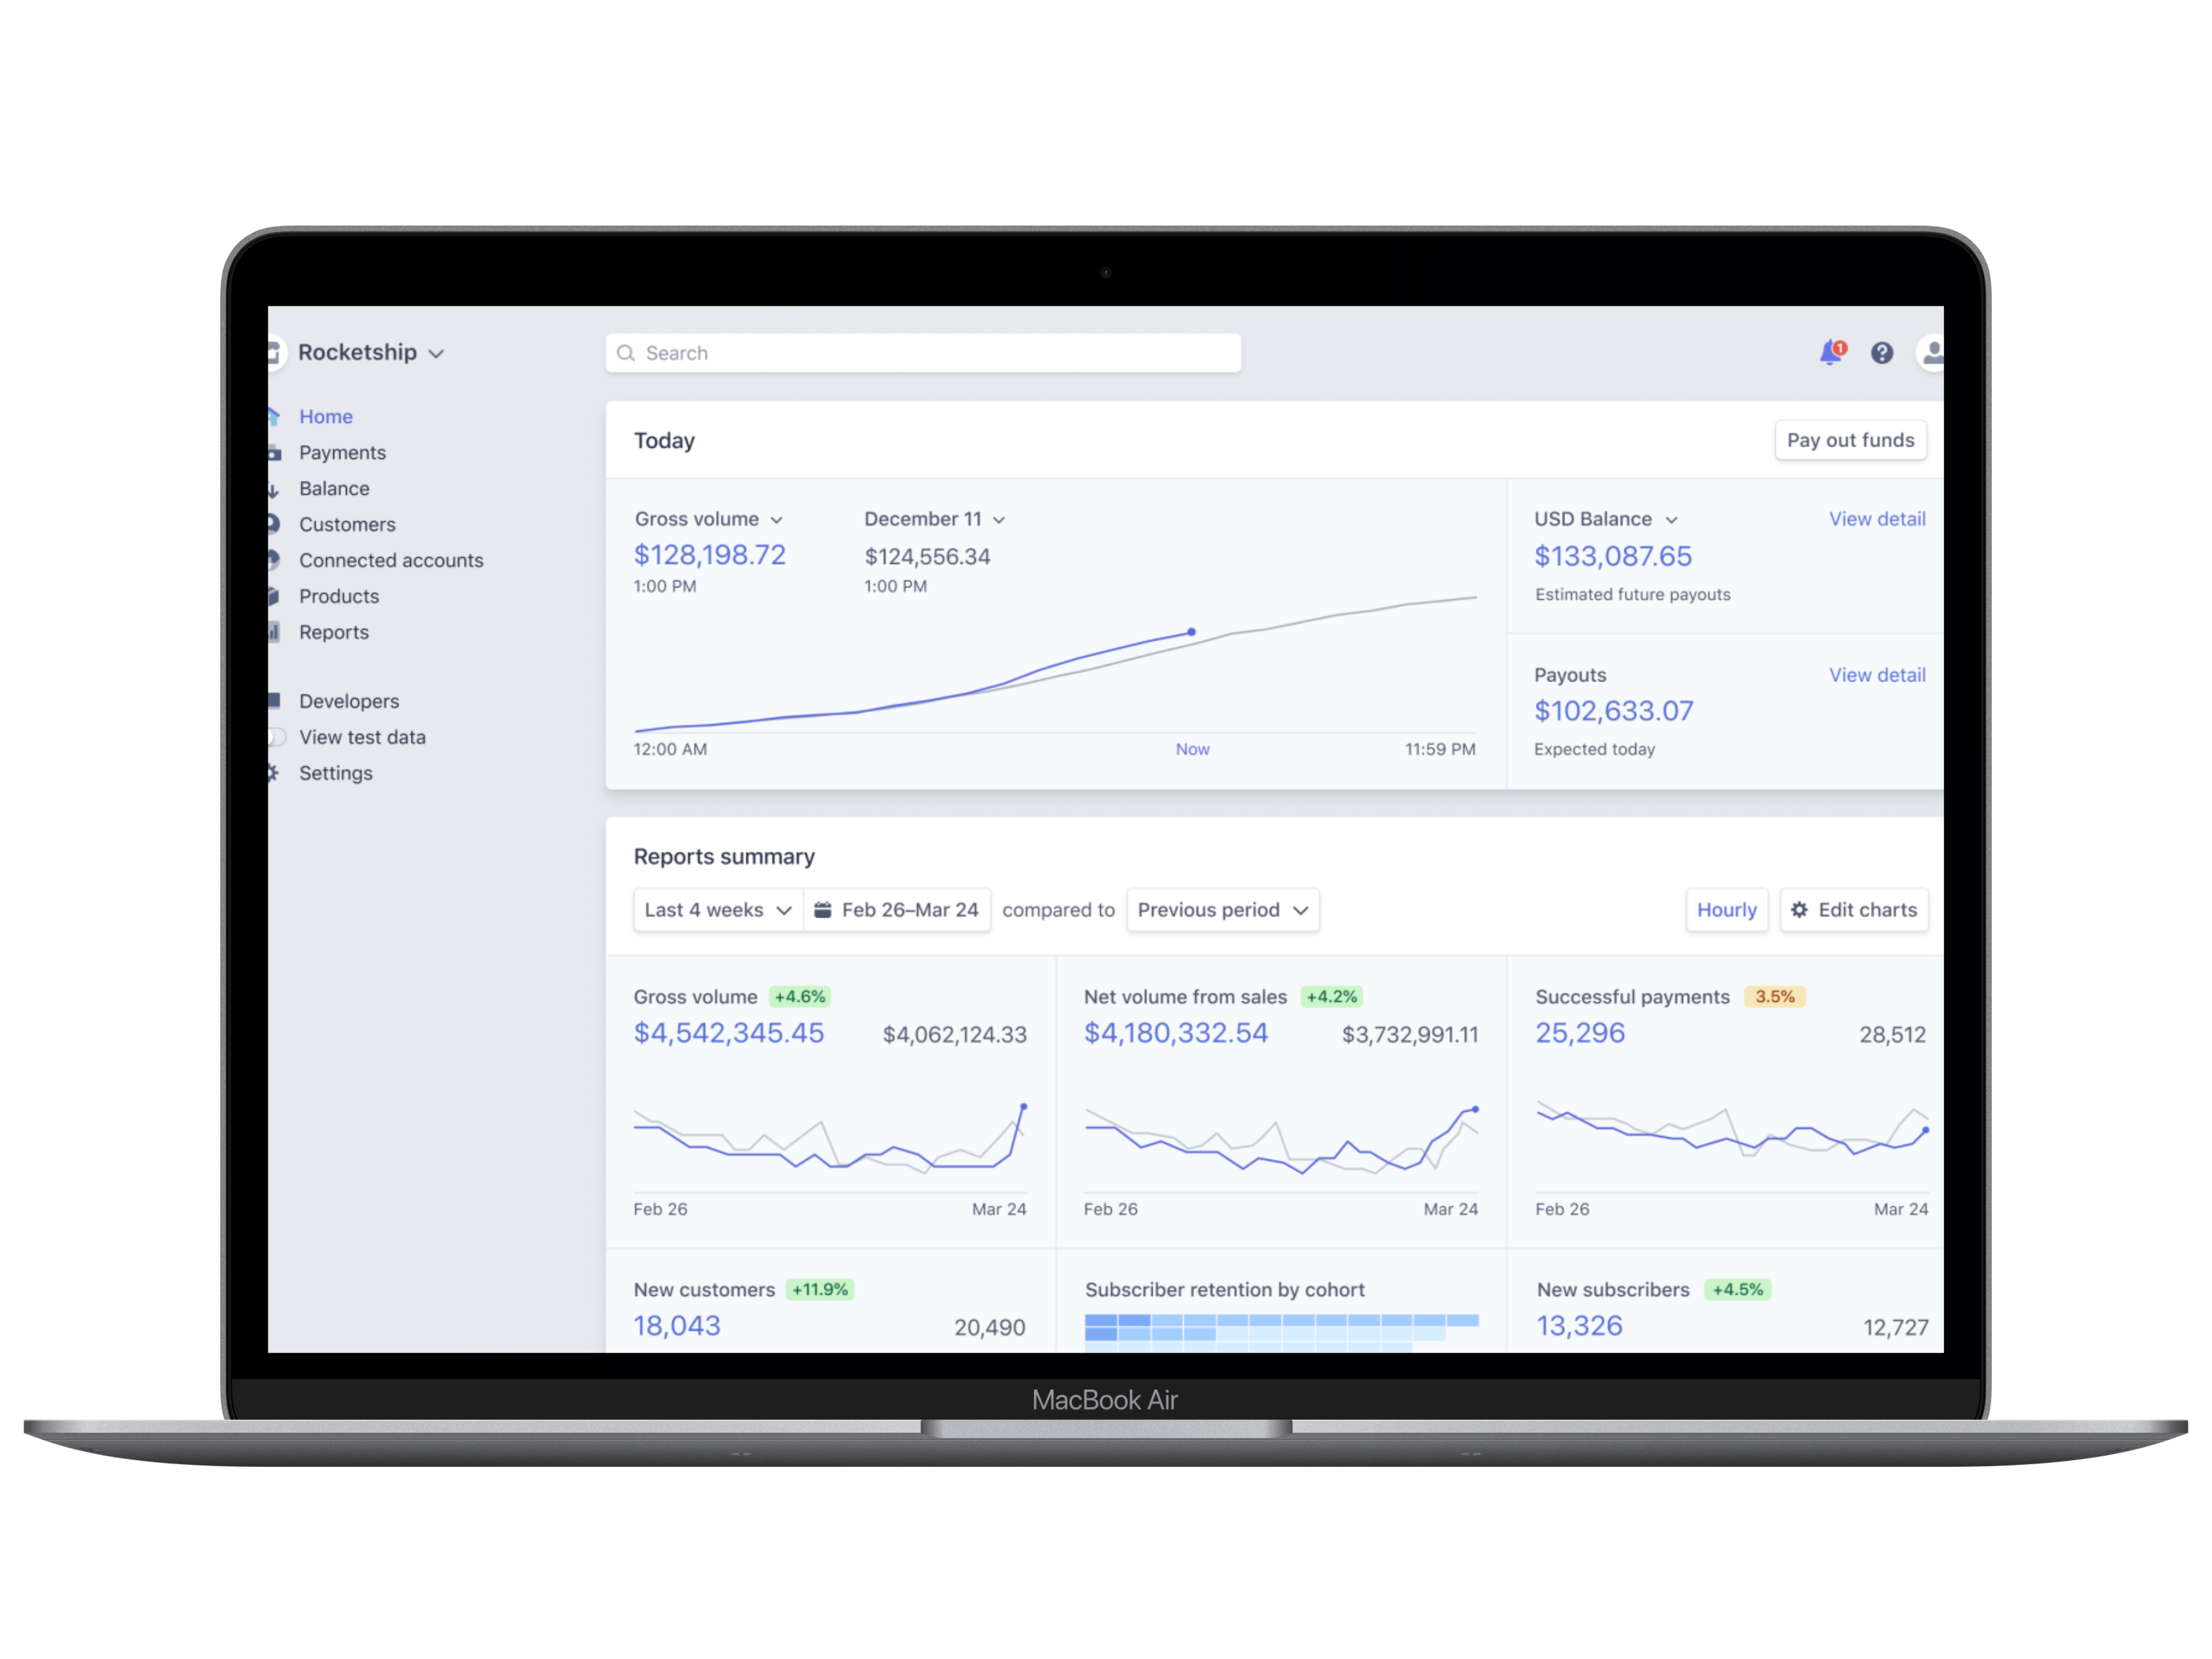 Rocketship
Search
1
?
Home
Payments
Balance
Customers
Connected accounts
Products
Reports
Developers
View test data
Settings
Today
Pay out funds
Gross volume
$128,198.72
1:00 PM
December 11
$124,556.34
1:00 PM
12:00 AM
Now
11:59 PM
USD Balance
View detail
$133,087.65
Estimated future payouts
Payouts
View detail
$102,633.07
Expected today
Reports summary
Last 4 weeks Feb 26–Mar 24 compared to Previous period
Hourly
Edit charts
Gross volume +4.6%
$4,542,345.45 $4,062,124.33
Feb 26 Mar 24
Net volume from sales +4.2%
$4,180,332.54 $3,732,991.11
Feb 26 Mar 24
Successful payments 3.5%
25,296 28,512
Feb 26 Mar 24
New customers +11.9%
18,043 20,490
Subscriber retention by cohort
New subscribers +4.5%
13,326 12,727
MacBook Air